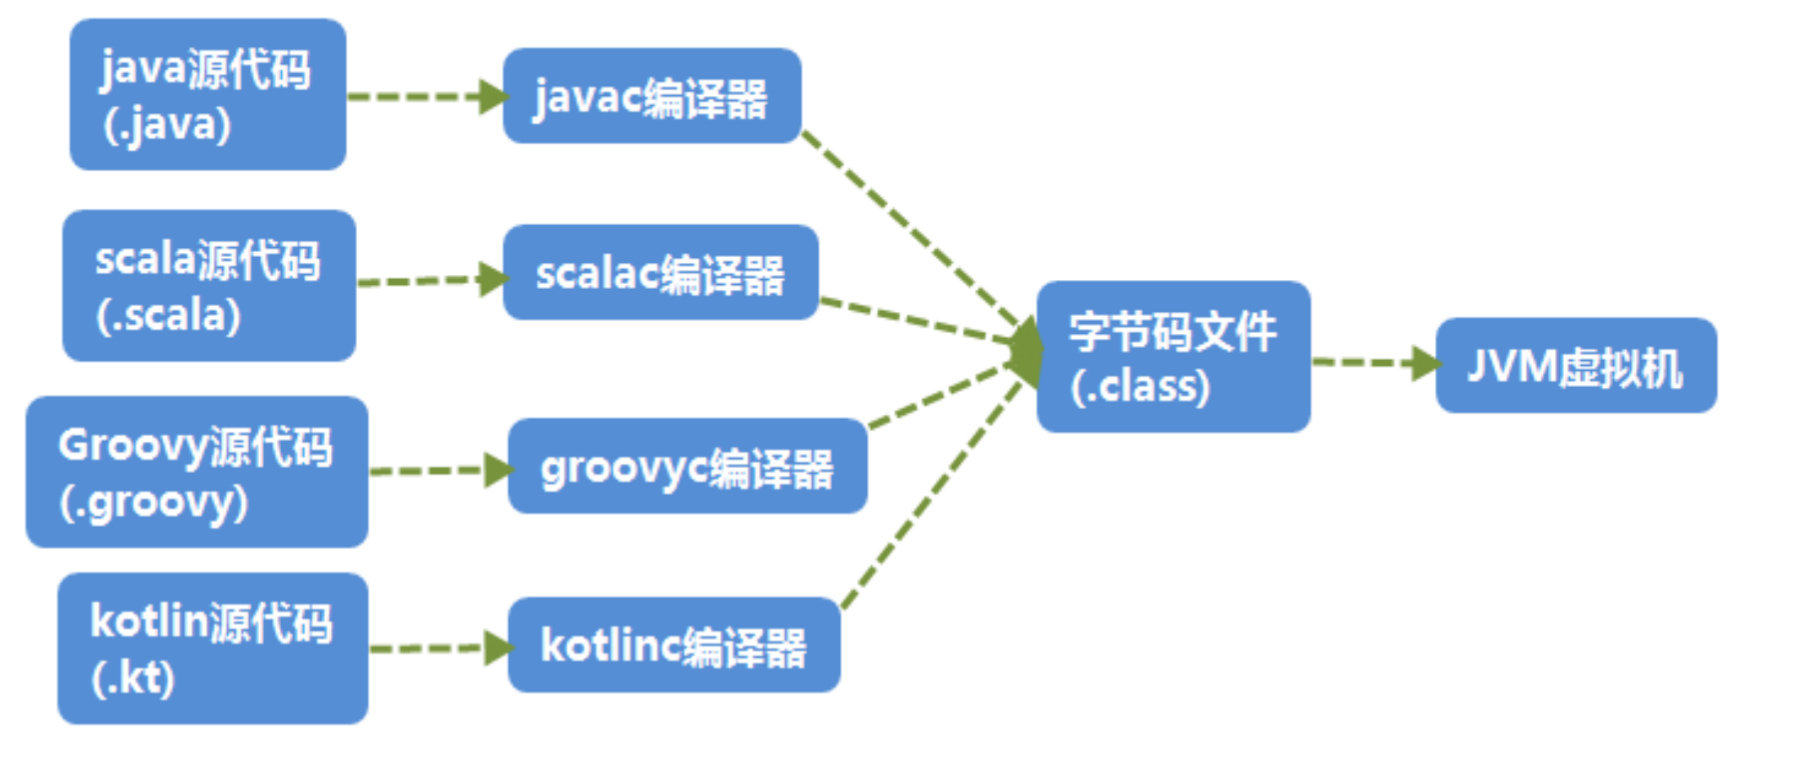 java源代码
(.java)
javac编译器
scala源代码
(.scala)
scalac编译器
Groovy源代码
(.groovy)
groovyc编译器
kotlin源代码
(.kt)
kotlinc编译器
字节码文件
(.class)
JVM虚拟机